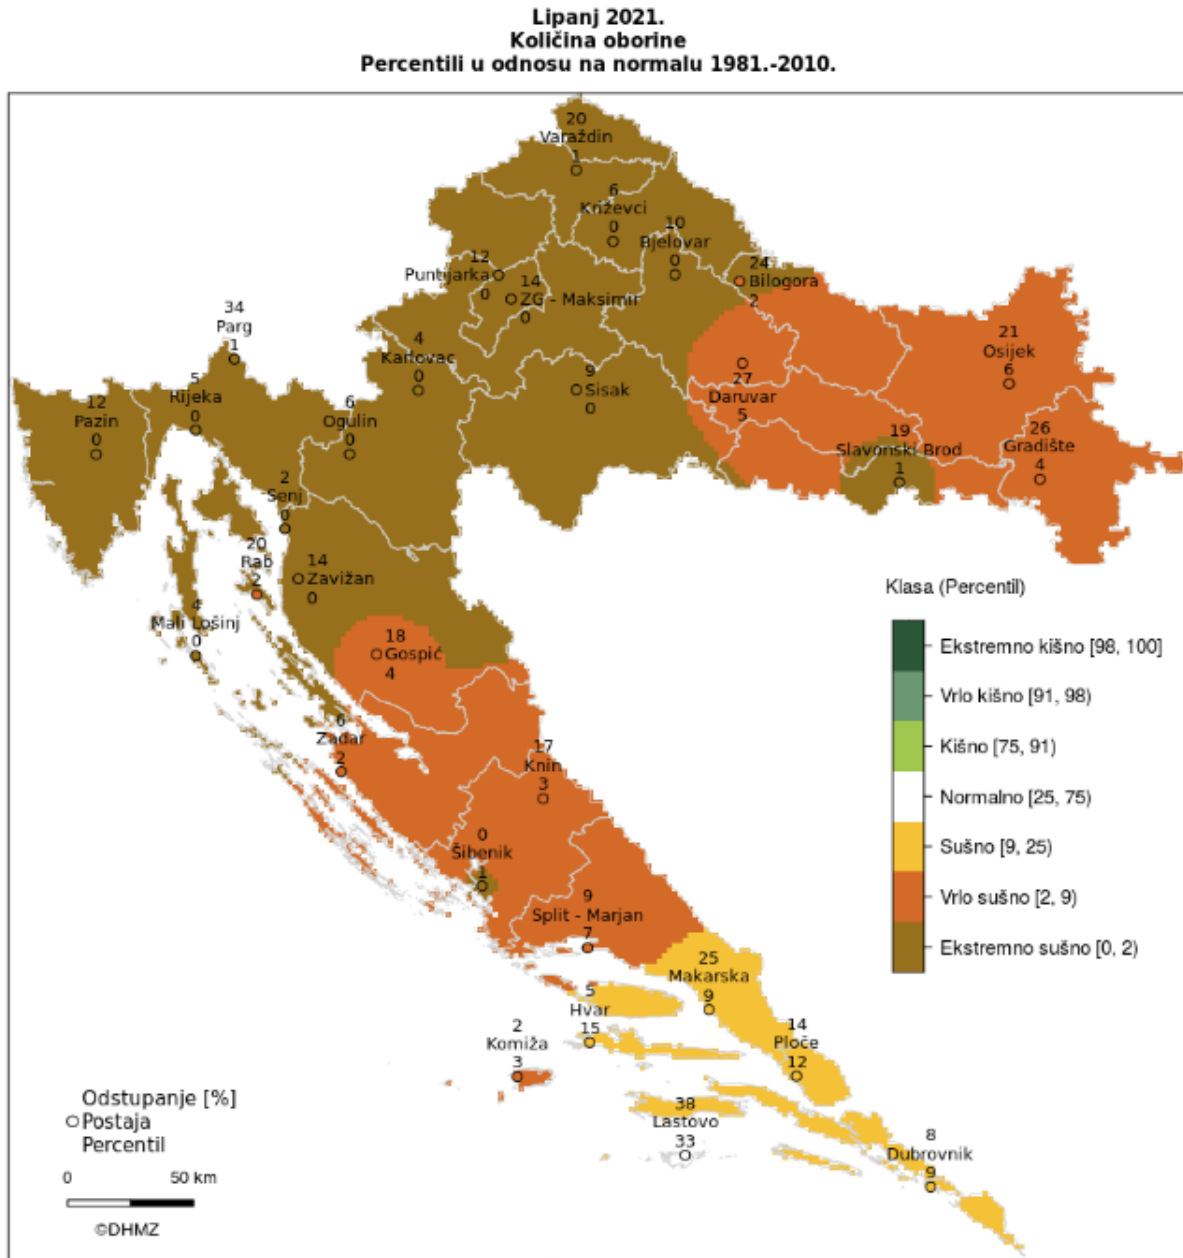 Lipanj 2021.
Količina oborine
Percentili u odnosu na normalu 1981.-2010.
20
Varaždin
1
6
Križevci
0
10
Bjelovar
0
12
Puntijarka
0
14
ZG - Maksimir
0
24
Bilogora
2
34
Parg
1
4
Karlovac
0
21
Osijek
6
5
Rijeka
0
9
Sisak
0
27
Daruvar
5
12
Pazin
0
6
Ogulin
0
19
Slavonski Brod
1
26
Gradište
4
2
Senj
0
20
Rab
2
14
Zavižan
0
4
Mali Lošinj
0
18
Gospić
4
6
Zadar
2
17
Knin
3
0
Šibenik
1
9
Split - Marjan
7
25
Makarska
9
5
Hvar
15
2
Komiža
3
14
Ploče
12
38
Lastovo
33
8
Dubrovnik
9
Klasa (Percentil)
Ekstremno kišno [98, 100]
Vrlo kišno [91, 98)
Kišno [75, 91)
Normalno [25, 75)
Sušno [9, 25)
Vrlo sušno [2, 9)
Ekstremno sušno [0, 2)
Odstupanje [%]
Postaja
Percentil
0 50 km
©DHMZ